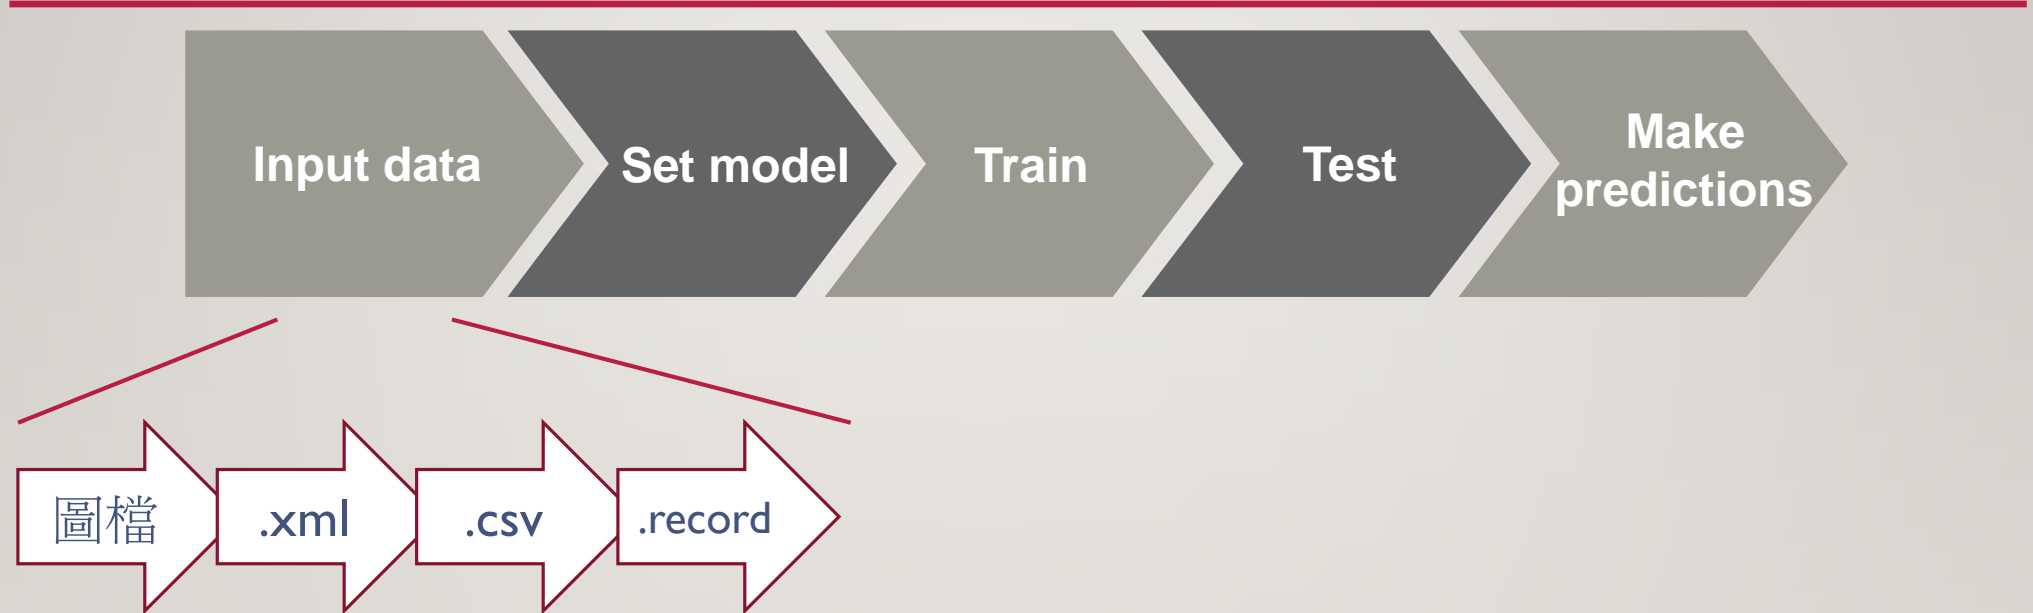 Input data
Set model
Train
Test
Make
predictions
圖檔
.xml
.csv
.record